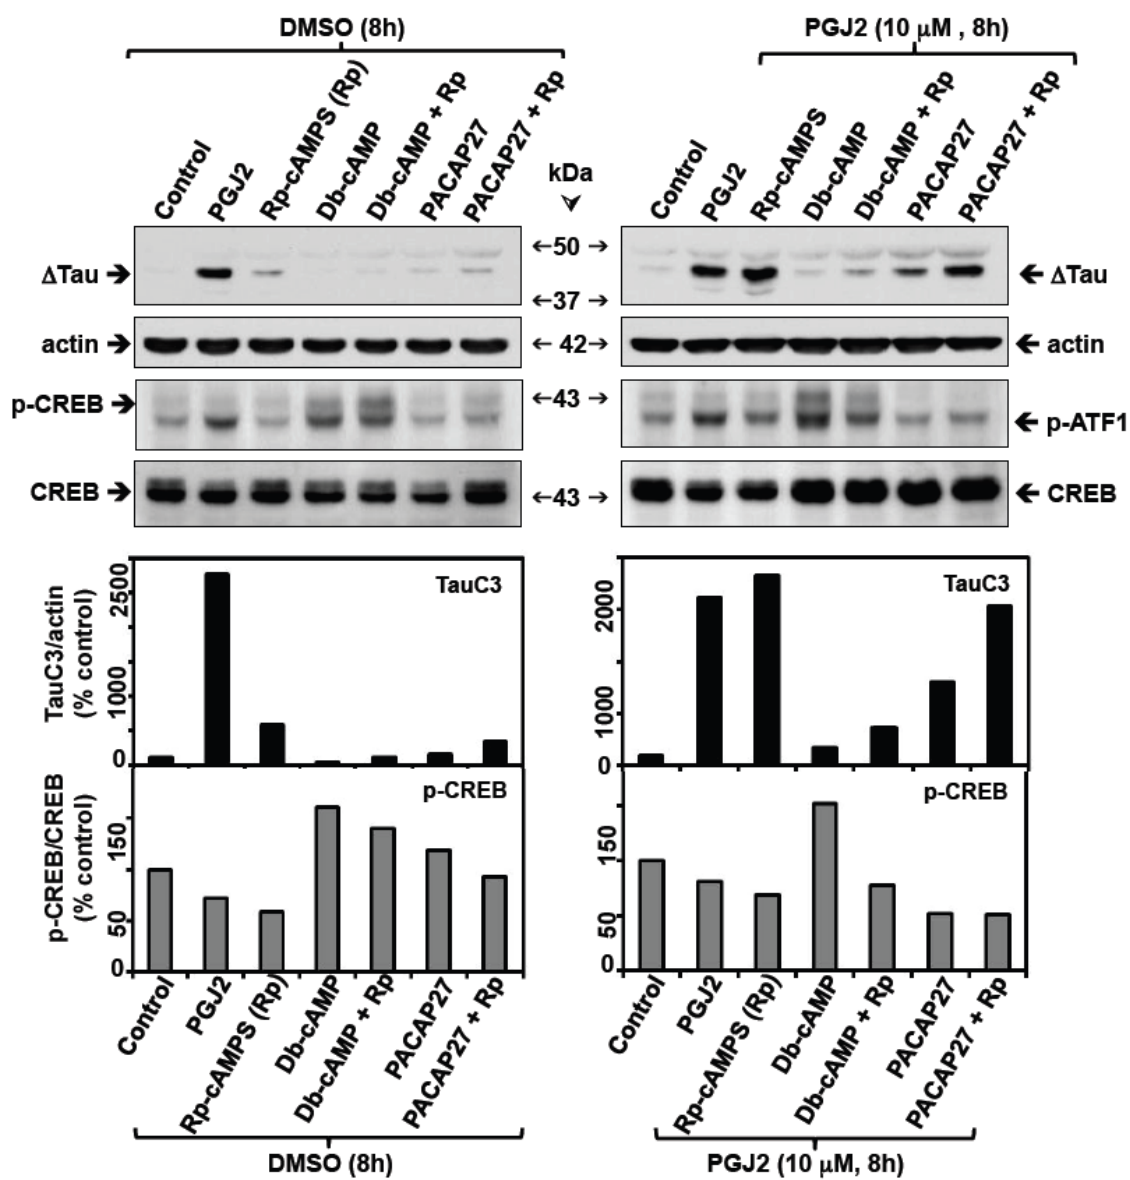 DMSO (8h)
PGJ2 (10 µM , 8h)
Control
PGJ2
Rp-cAMPS (Rp)
Db-cAMP
Db-cAMP + Rp
PACAP27
PACAP27 + Rp
kDa
Control
PGJ2
Rp-cAMPS
Db-cAMP
Db-cAMP + Rp
PACAP27
PACAP27 + Rp
ΔTau → ←50→ ← ΔTau
←37→
actin → ←42→ ← actin
p-CREB → ←43→
← p-ATF1
CREB → ←43→ ← CREB
TauC3/actin
(% control)
2500
1000
0
TauC3
2000
1000
0
TauC3
p-CREB/CREB
(% control)
150
50
0
p-CREB
150
50
0
p-CREB
Control
PGJ2
Rp-cAMPS (Rp)
Db-cAMP
Db-cAMP + Rp
PACAP27
PACAP27 + Rp
Control
PGJ2
Rp-cAMPS (Rp)
Db-cAMP
Db-cAMP + Rp
PACAP27
PACAP27 + Rp
DMSO (8h)
PGJ2 (10 µM, 8h)